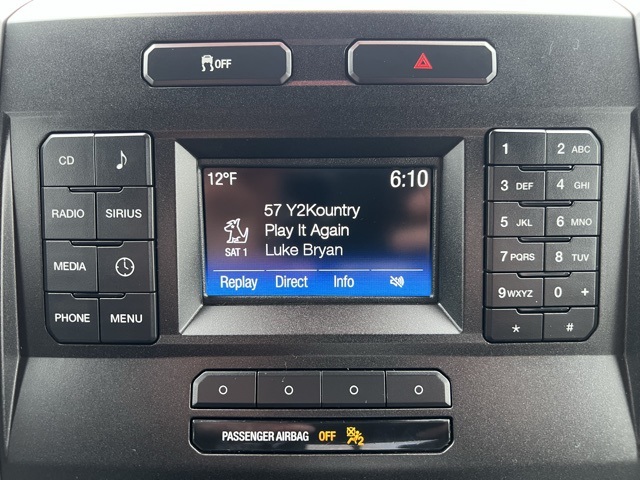 OFF
CD
RADIO SIRIUS
MEDIA
PHONE MENU
12°F 6:10
57 Y2Kountry
Play It Again
SAT 1 Luke Bryan
Replay Direct Info
1 2 ABC
3 DEF 4 GHI
5 JKL 6 MNO
7 PQRS 8 TUV
9 WXYZ 0 +
* #
PASSENGER AIRBAG OFF 2